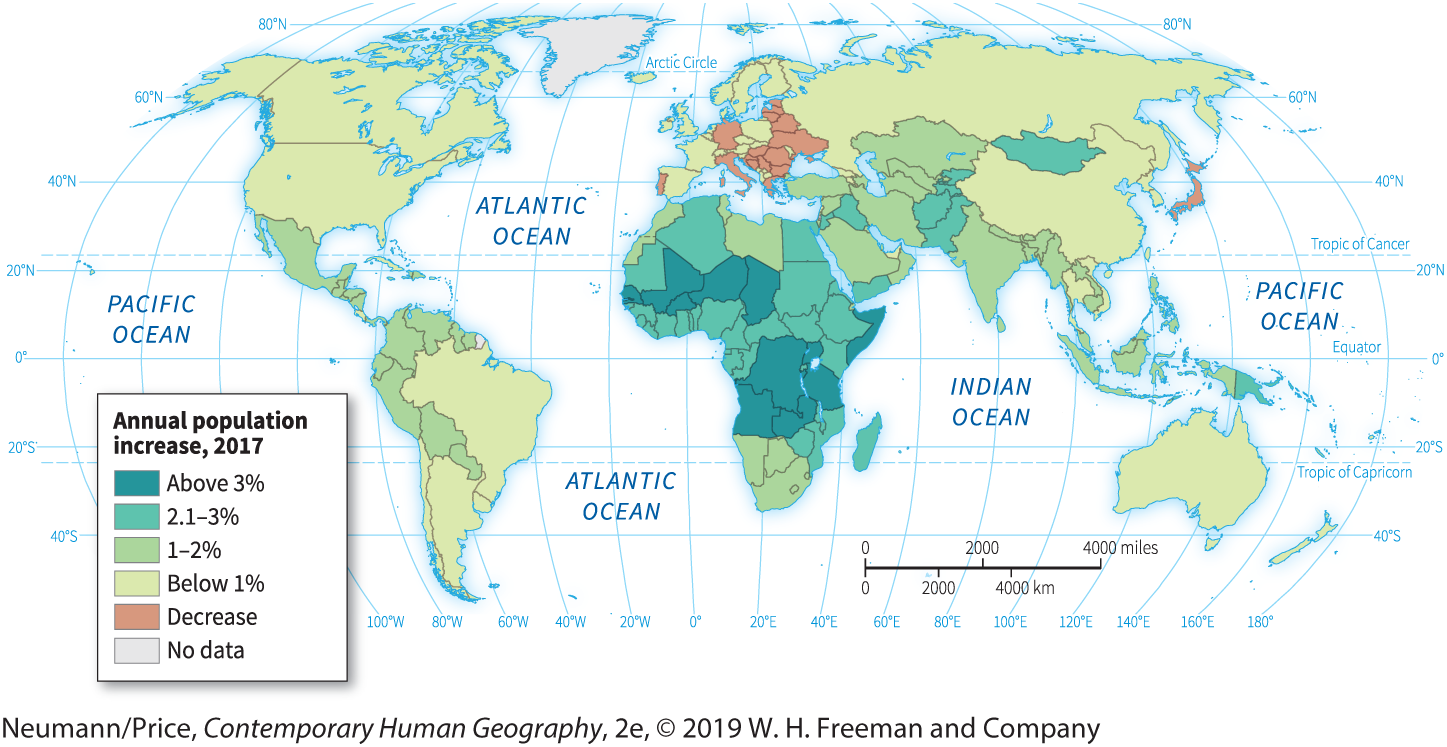 80°N
80°N
Arctic Circle
60°N
60°N
40°N
40°N
ATLANTIC
OCEAN
Tropic of Cancer
20°N
20°N
PACIFIC
OCEAN
PACIFIC
OCEAN
Equator
0°
0°
INDIAN
OCEAN
20°S
20°S
Tropic of Capricorn
ATLANTIC
OCEAN
40°S
40°S
Annual population
increase, 2017
Above 3%
2.1–3%
1–2%
Below 1%
Decrease
No data
0 2000 4000 miles
0 2000 4000 km
100°W 80°W 60°W 40°W 20°W 0° 20°E 40°E 60°E 80°E 100°E 120°E 140°E 160°E 180°
Neumann/Price, Contemporary Human Geography, 2e, © 2019 W. H. Freeman and Company